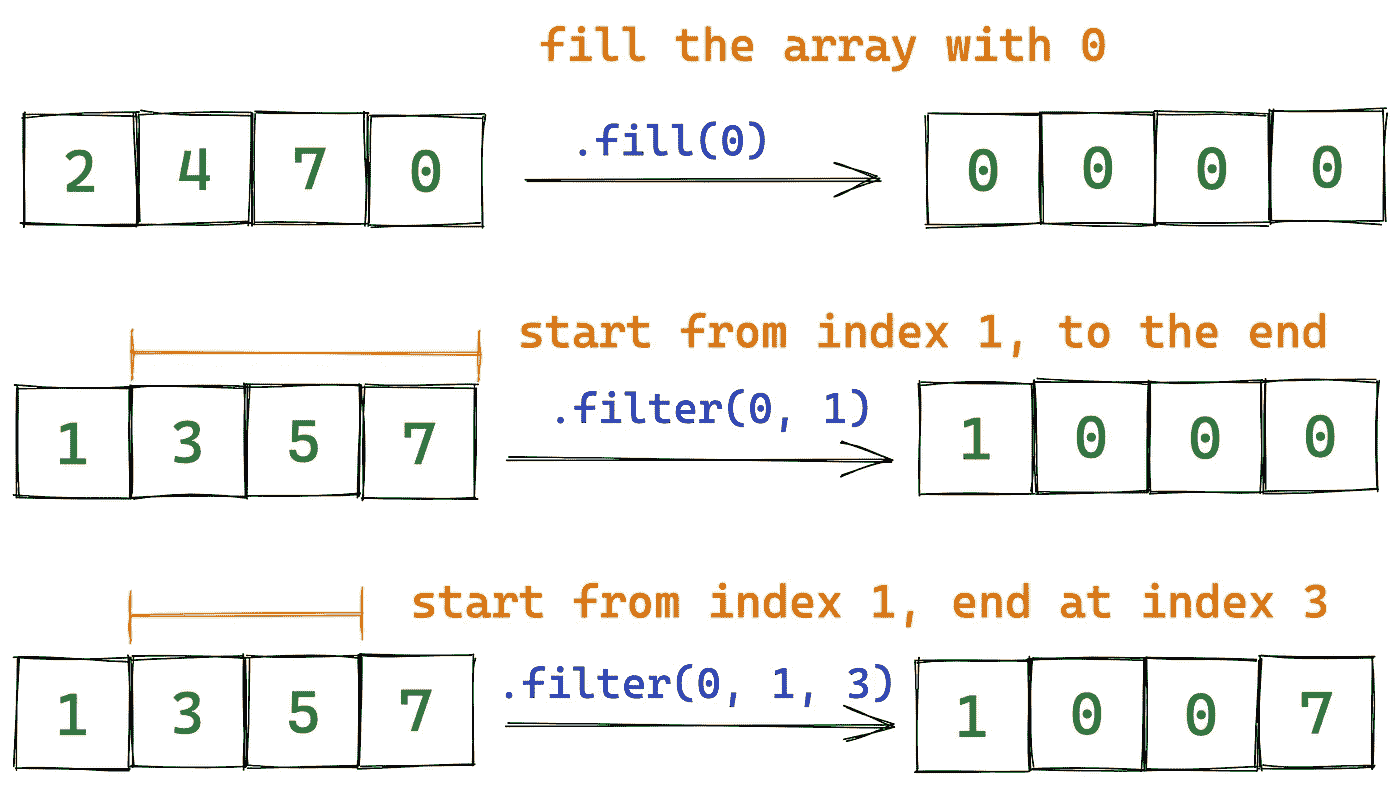 fill the array with 0
2 4 7 0
.fill(0)
0 0 0 0
start from index 1, to the end
1 3 5 7
.filter(0, 1)
1 0 0 0
start from index 1, end at index 3
1 3 5 7
.filter(0, 1, 3)
1 0 0 7